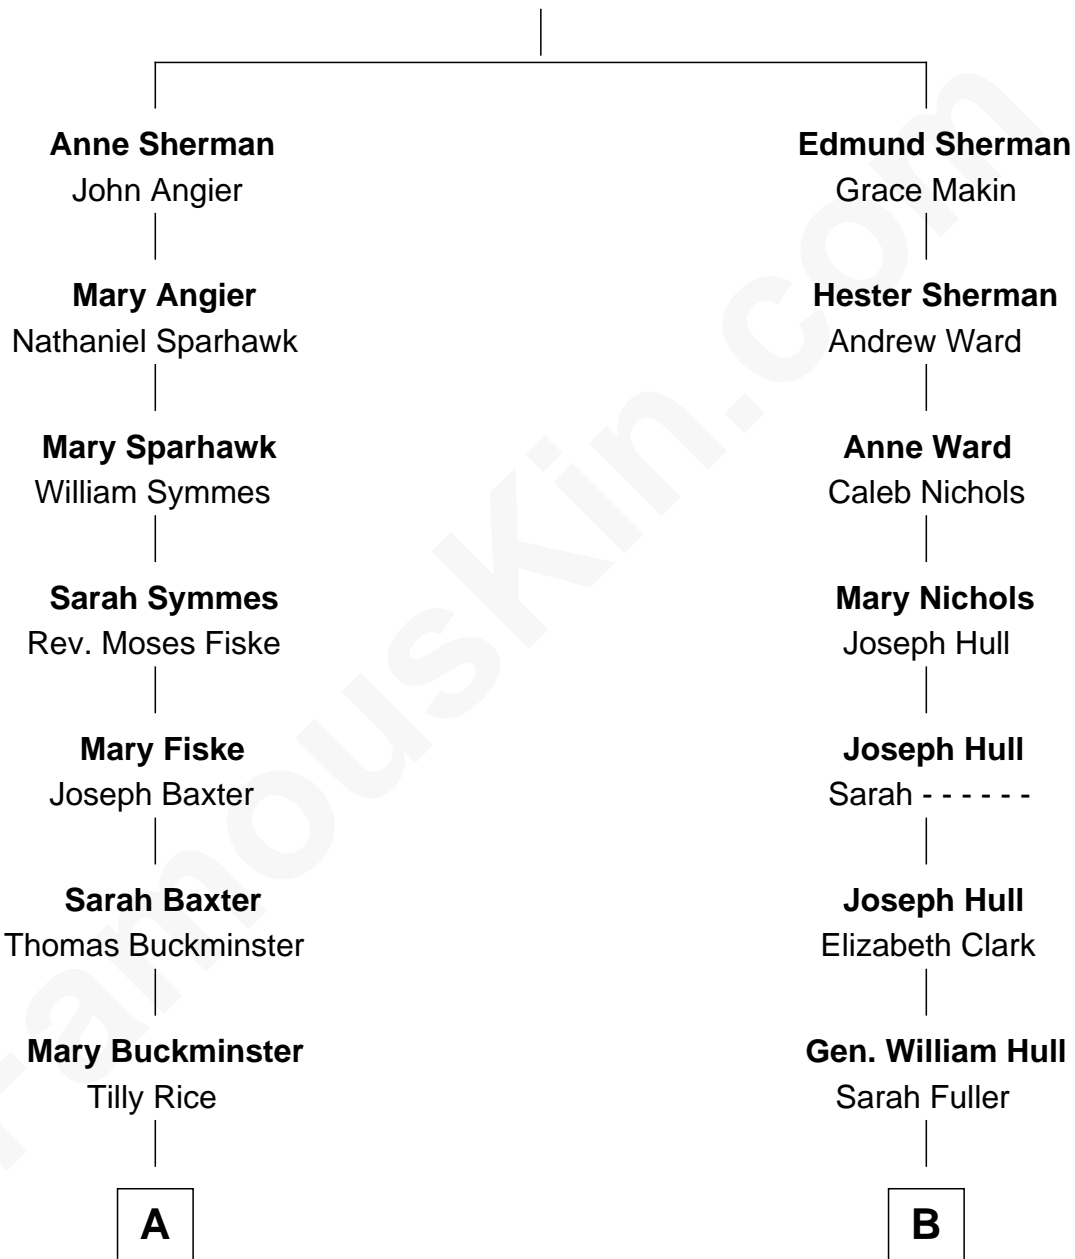 Anne Sherman
John Angier
Mary Angier
Nathaniel Sparhawk
Mary Sparhawk
William Symmes
Sarah Symmes
Rev. Moses Fiske
Mary Fiske
Joseph Baxter
Sarah Baxter
Thomas Buckminster
Mary Buckminster
Tilly Rice
A
Edmund Sherman
Grace Makin
Hester Sherman
Andrew Ward
Anne Ward
Caleb Nichols
Mary Nichols
Joseph Hull
Joseph Hull
Sarah - - - - - -
Joseph Hull
Elizabeth Clark
Gen. William Hull
Sarah Fuller
B
FamousKin.com